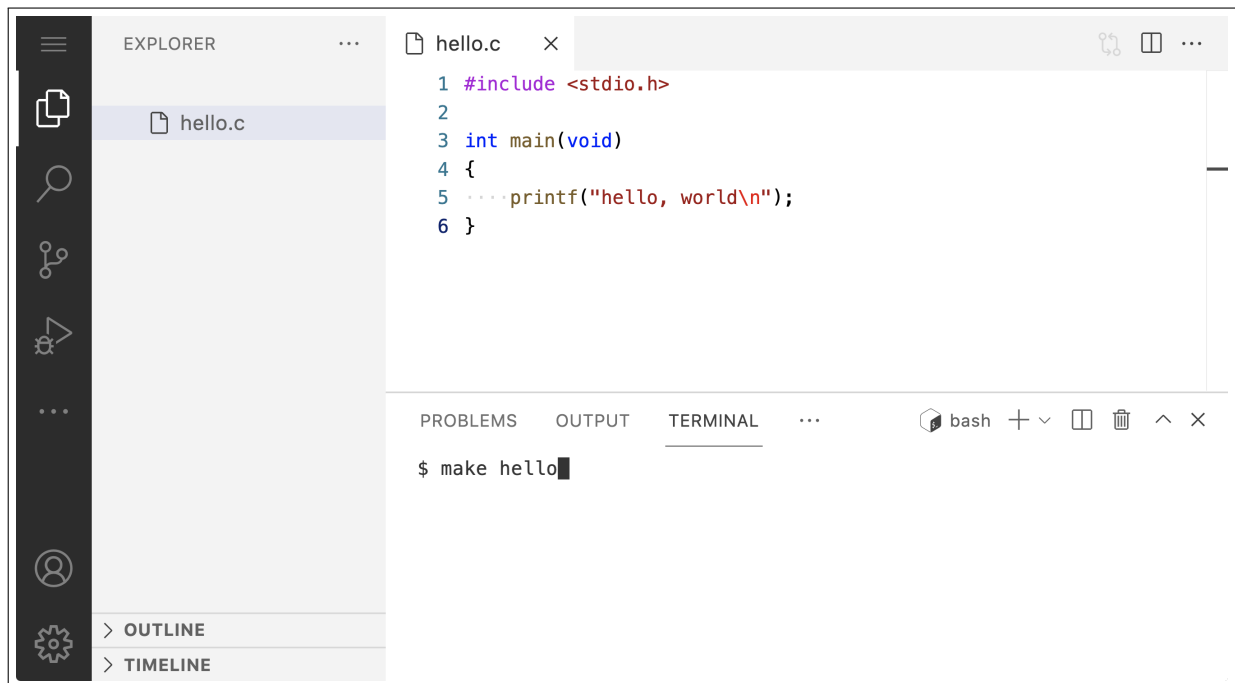 EXPLORER ···
hello.c
OUTLINE
TIMELINE
hello.c
1 #include <stdio.h>
2
3 int main(void)
4 {
5 ····printf("hello, world\n");
6 }
PROBLEMS OUTPUT TERMINAL ··· bash
$ make hello